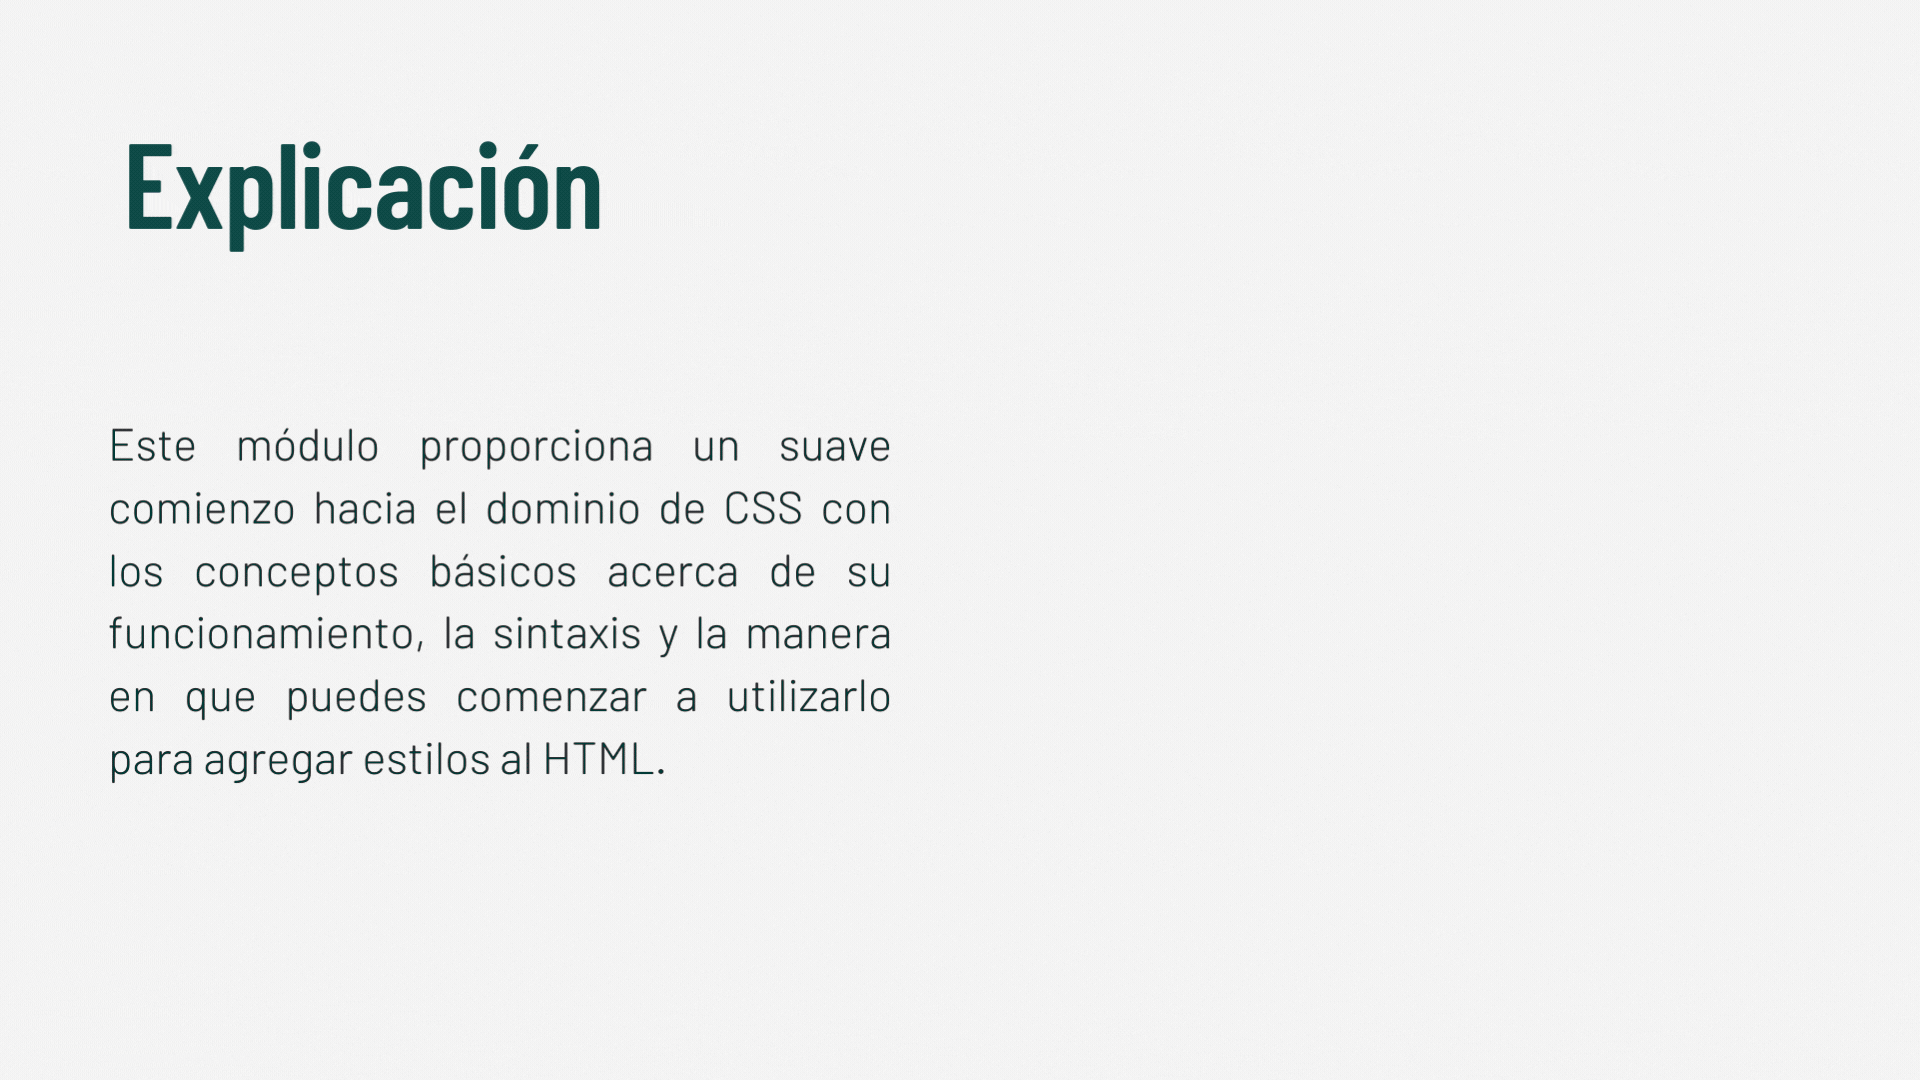 Explicación
Este módulo proporciona un suave
comienzo hacia el dominio de CSS con
los conceptos básicos acerca de su
funcionamiento, la sintaxis y la manera
en que puedes comenzar a utilizarlo
para agregar estilos al HTML.